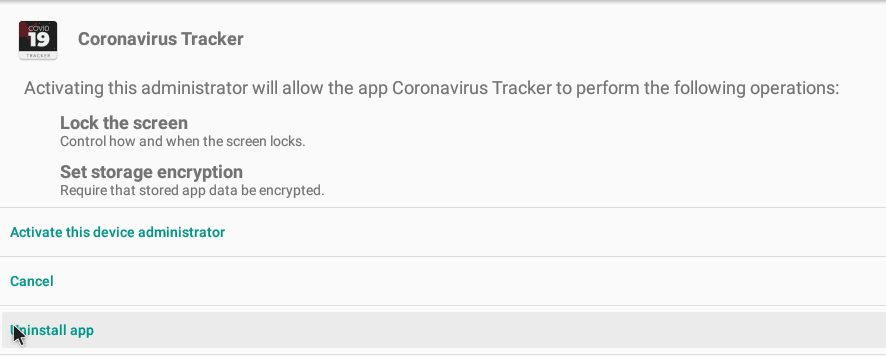 COVID
19
TRACKER
Coronavirus Tracker
Activating this administrator will allow the app Coronavirus Tracker to perform the following operations:
Lock the screen
Control how and when the screen locks.
Set storage encryption
Require that stored app data be encrypted.
Activate this device administrator
Cancel
Uninstall app